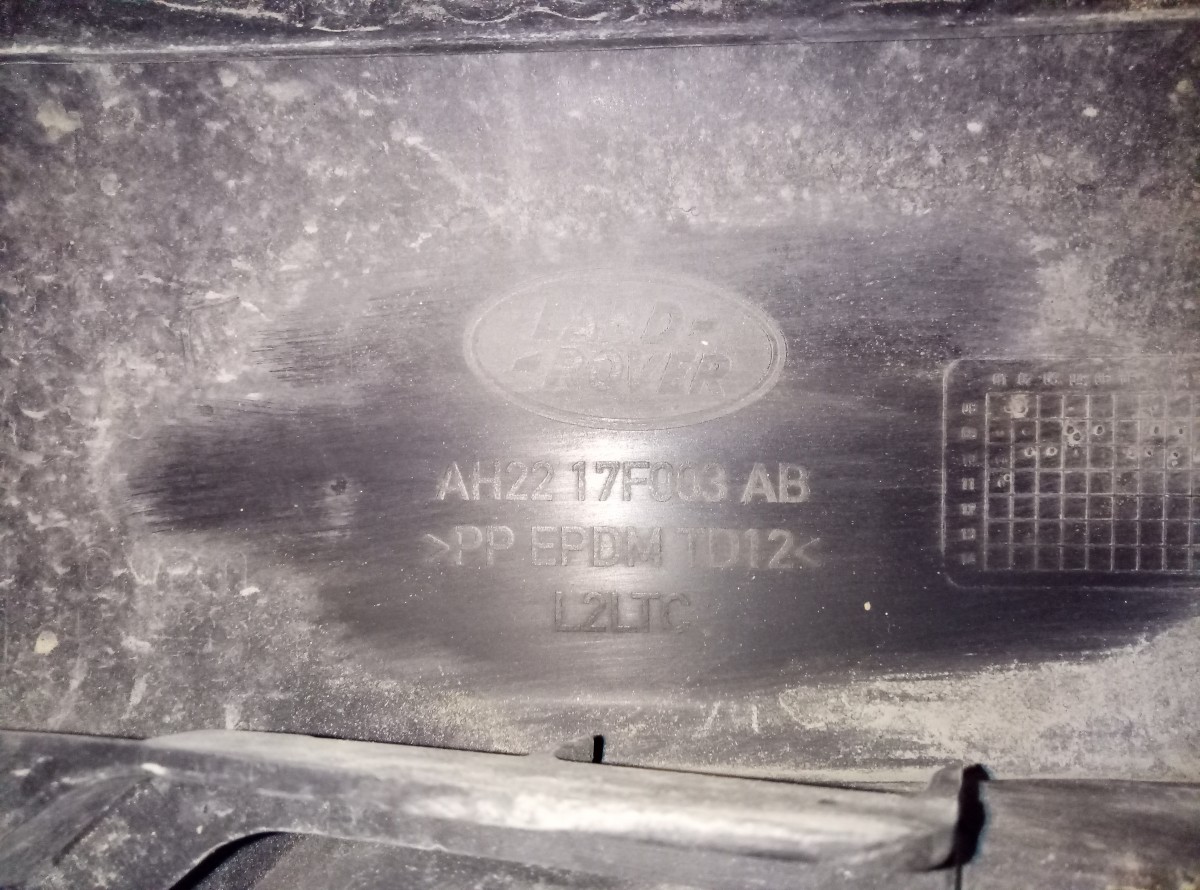 LAND-
-ROVER
AH22 17F003 AB
>PP EPDM TD12<
L2LTC